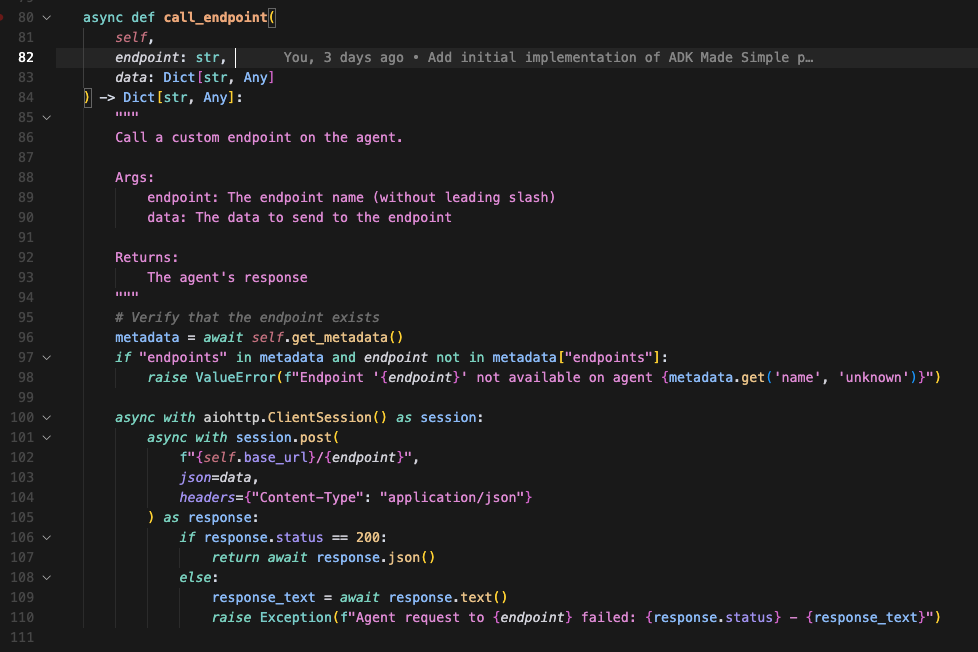 80 async def call_endpoint(
81 self,
82 endpoint: str, You, 3 days ago • Add initial implementation of ADK Made Simple p…
83 data: Dict[str, Any]
84 ) -> Dict[str, Any]:
85 """
86 Call a custom endpoint on the agent.
87
88 Args:
89 endpoint: The endpoint name (without leading slash)
90 data: The data to send to the endpoint
91
92 Returns:
93 The agent's response
94 """
95 # Verify that the endpoint exists
96 metadata = await self.get_metadata()
97 if "endpoints" in metadata and endpoint not in metadata["endpoints"]:
98 raise ValueError(f"Endpoint '{endpoint}' not available on agent {metadata.get('name', 'unknown')}")
99
100 async with aiohttp.ClientSession() as session:
101 async with session.post(
102 f"{self.base_url}/{endpoint}",
103 json=data,
104 headers={"Content-Type": "application/json"}
105 ) as response:
106 if response.status == 200:
107 return await response.json()
108 else:
109 response_text = await response.text()
110 raise Exception(f"Agent request to {endpoint} failed: {response.status} - {response_text}")
111